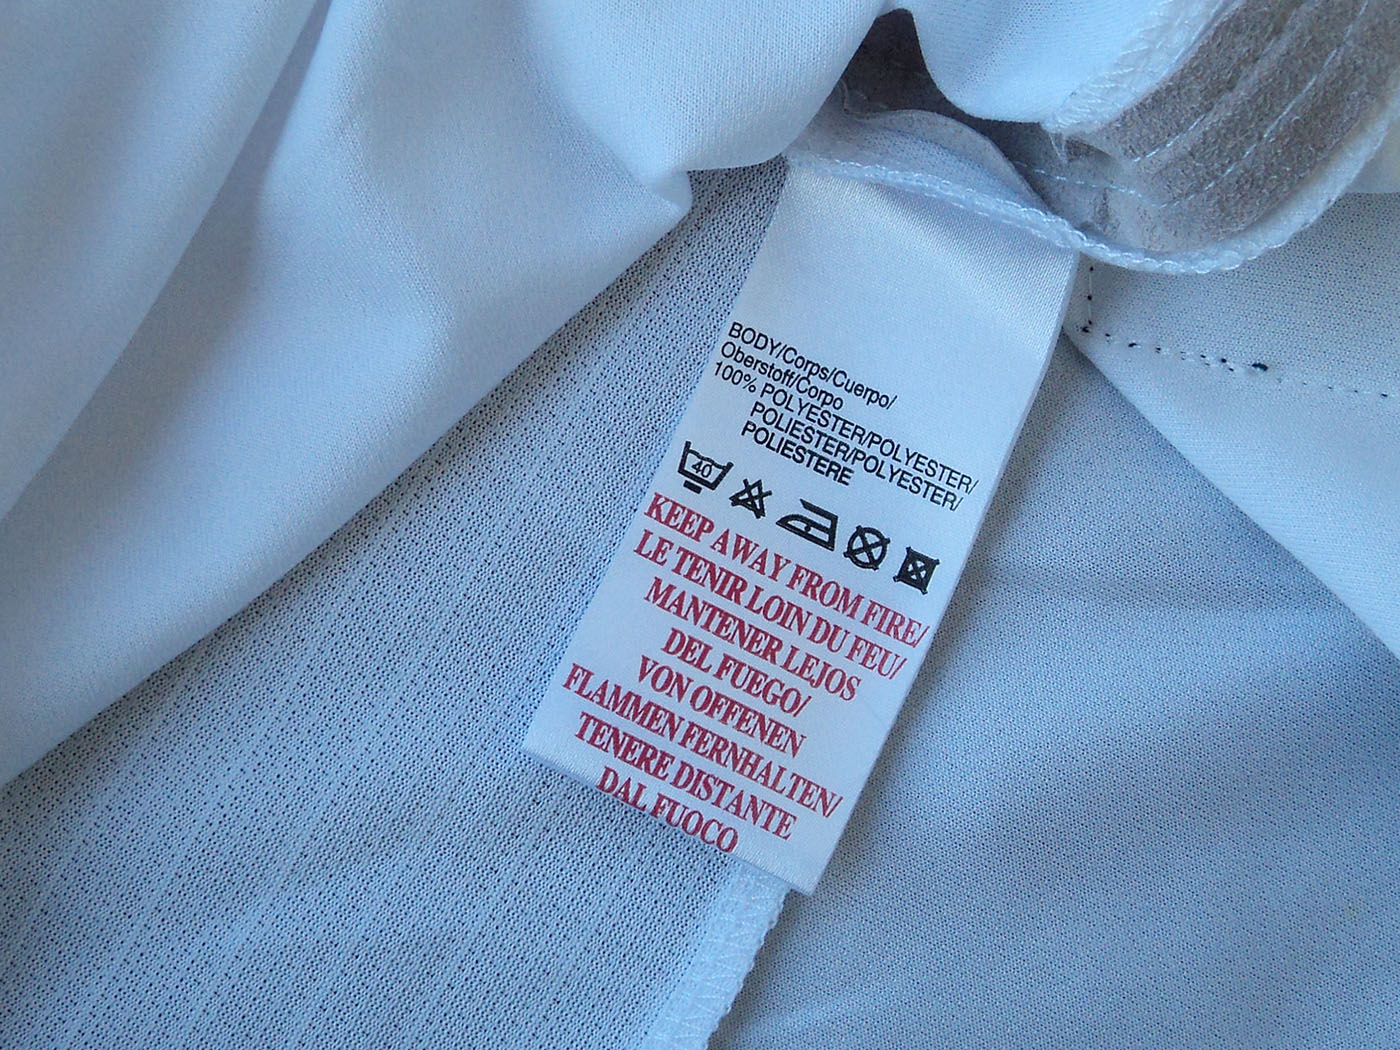 BODY/Corps/Cuerpo/
Oberstoff/Corpo
100% POLYESTER/POLYESTER/
POLIESTER/POLYESTER/
POLIESTERE
40
KEEP AWAY FROM FIRE/
LE TENIR LOIN DU FEU/
MANTENER LEJOS
DEL FUEGO/
VON OFFENEN
FLAMMEN FERNHALTEN/
TENERE DISTANTE
DAL FUOCO